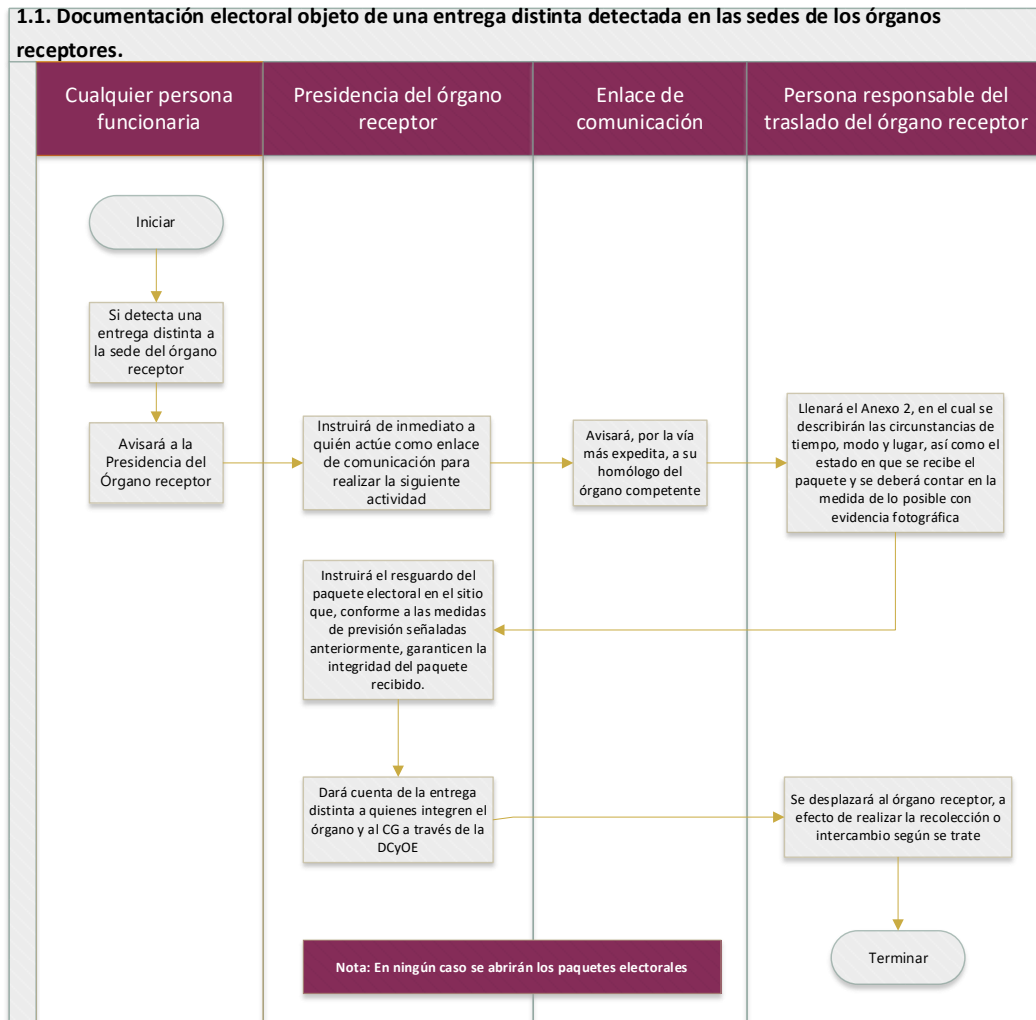 1.1. Documentación electoral objeto de una entrega distinta detectada en las sedes de los órganos
receptores.
Cualquier persona
funcionaria
Presidencia del órgano
receptor
Enlace de
comunicación
Persona responsable del
traslado del órgano receptor
Iniciar
Si detecta una
entrega distinta a
la sede del órgano
receptor
Avisará a la
Presidencia del
Órgano receptor
Instruirá de inmediato a
quién actúe como enlace
de comunicación para
realizar la siguiente
actividad
Avisará, por la vía
más expedita, a su
homólogo del
órgano competente
Llenará el Anexo 2, en el cual se
describirán las circunstancias de
tiempo, modo y lugar, así como el
estado en que se recibe el
paquete y se deberá contar en la
medida de lo posible con
evidencia fotográfica
Instruirá el resguardo del
paquete electoral en el sitio
que, conforme a las medidas
de previsión señaladas
anteriormente, garanticen la
integridad del paquete
recibido.
Dará cuenta de la entrega
distinta a quienes integren el
órgano y al CG a través de la
DCyOE
Se desplazará al órgano receptor, a
efecto de realizar la recolección o
intercambio según se trate
Terminar
Nota: En ningún caso se abrirán los paquetes electorales